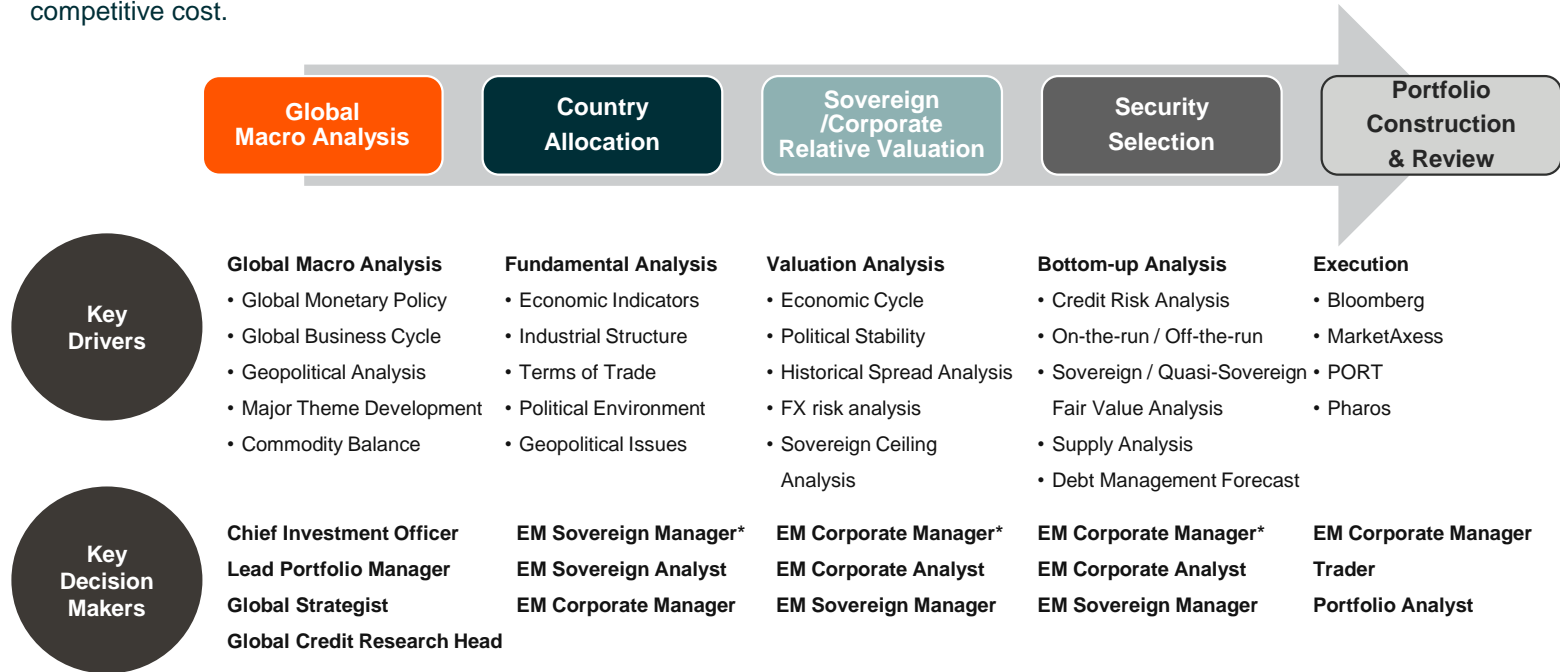 competitive cost.
Global
Macro Analysis
Country
Allocation
Sovereign
/Corporate
Relative Valuation
Security
Selection
Portfolio
Construction
& Review
Key
Drivers
Global Macro Analysis
• Global Monetary Policy
• Global Business Cycle
• Geopolitical Analysis
• Major Theme Development
• Commodity Balance
Fundamental Analysis
• Economic Indicators
• Industrial Structure
• Terms of Trade
• Political Environment
• Geopolitical Issues
Valuation Analysis
• Economic Cycle
• Political Stability
• Historical Spread Analysis
• FX risk analysis
• Sovereign Ceiling
Analysis
Bottom-up Analysis
• Credit Risk Analysis
• On-the-run / Off-the-run
• Sovereign / Quasi-Sovereign
Fair Value Analysis
• Supply Analysis
• Debt Management Forecast
Execution
• Bloomberg
• MarketAxess
• PORT
• Pharos
Key
Decision
Makers
Chief Investment Officer
Lead Portfolio Manager
Global Strategist
Global Credit Research Head
EM Sovereign Manager*
EM Sovereign Analyst
EM Corporate Manager
EM Corporate Manager*
EM Corporate Analyst
EM Sovereign Manager
EM Corporate Manager*
EM Corporate Analyst
EM Sovereign Manager
EM Corporate Manager
Trader
Portfolio Analyst